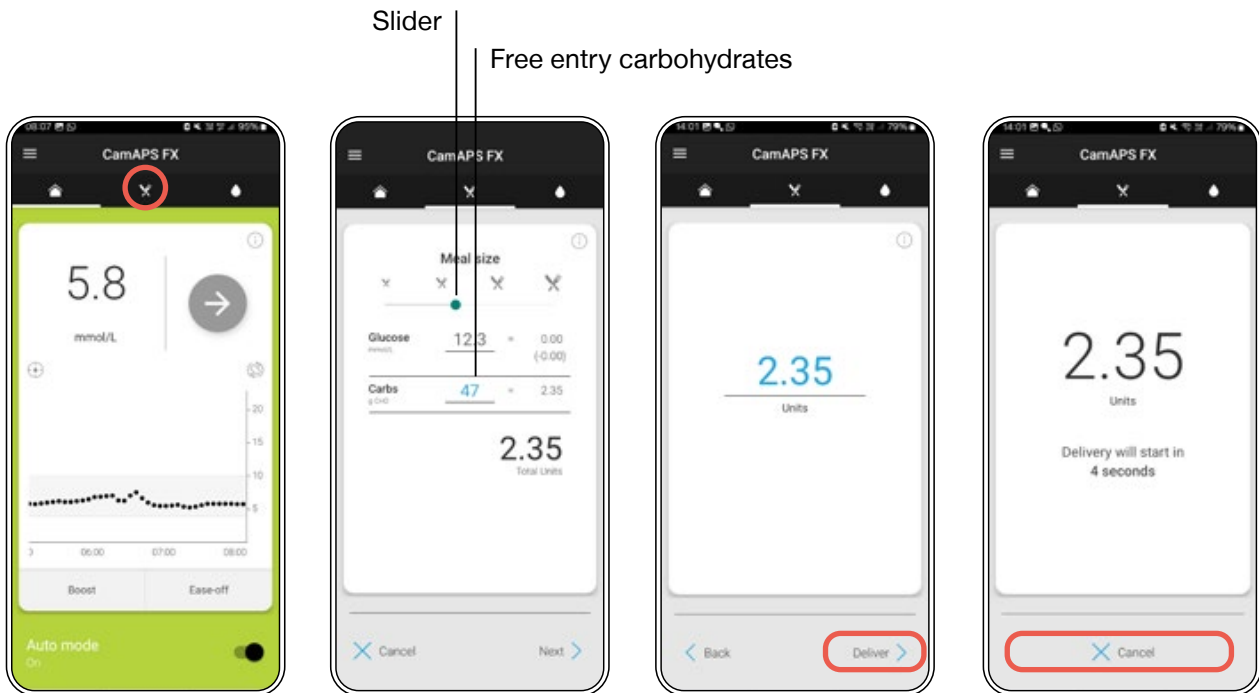 Slider
Free entry carbohydrates
08:07 95%
CamAPS FX
5.8
mmol/L
20
15
10
5
06:00 07:00 08:00
Boost Ease-off
Auto mode
On
CamAPS FX
Meal size
Glucose 12.3 = 0.00
mmol/L (-0.00)
Carbs 47 = 2.35
g CHO
2.35
Total Units
Cancel Next
14:01 79%
CamAPS FX
2.35
Units
Back Deliver
14:01 79%
CamAPS FX
2.35
Units
Delivery will start in
4 seconds
Cancel